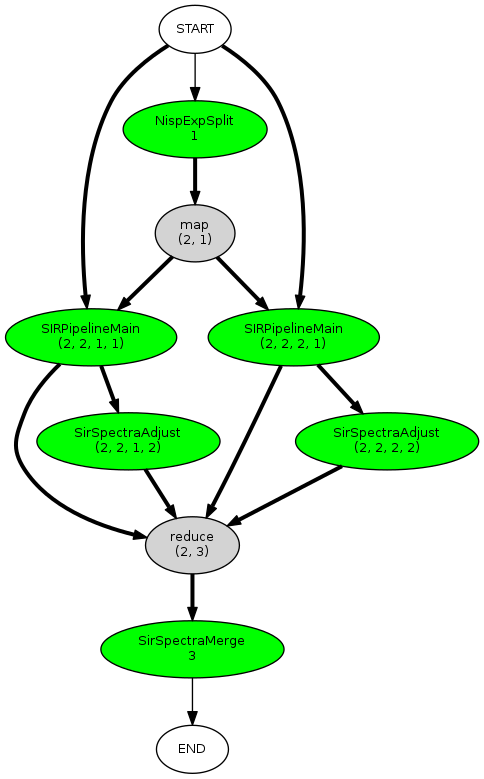 START
NispExpSplit
1
map
(2, 1)
SIRPipelineMain
(2, 2, 1, 1)
SIRPipelineMain
(2, 2, 2, 1)
SirSpectraAdjust
(2, 2, 1, 2)
SirSpectraAdjust
(2, 2, 2, 2)
reduce
(2, 3)
SirSpectraMerge
3
END